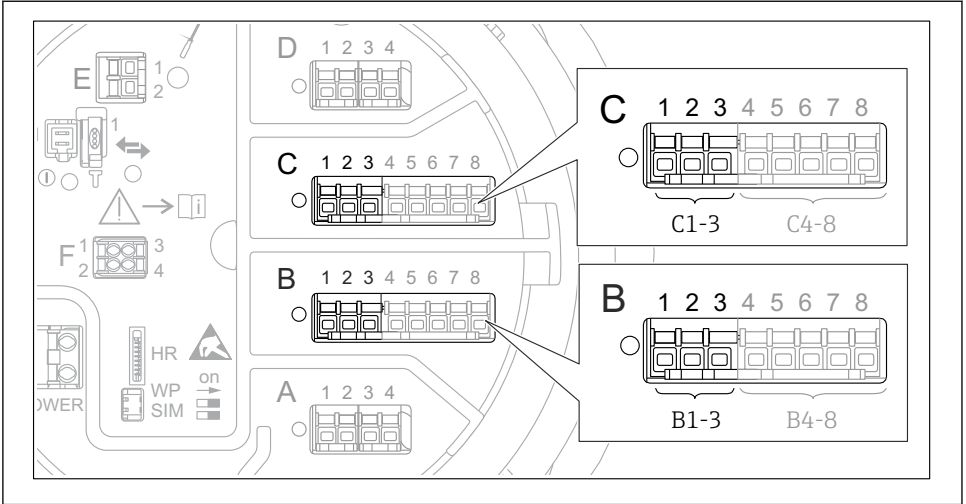 D 1 2 3 4
E 1
2
1
C 1 2 3 4 5 6 7 8
i
F 1 3
2 4
B 1 2 3 4 5 6 7 8
HR
WP on
SIM
OWER
A 1 2 3 4
C 1 2 3 4 5 6 7 8
C1-3 C4-8
B 1 2 3 4 5 6 7 8
B1-3 B4-8